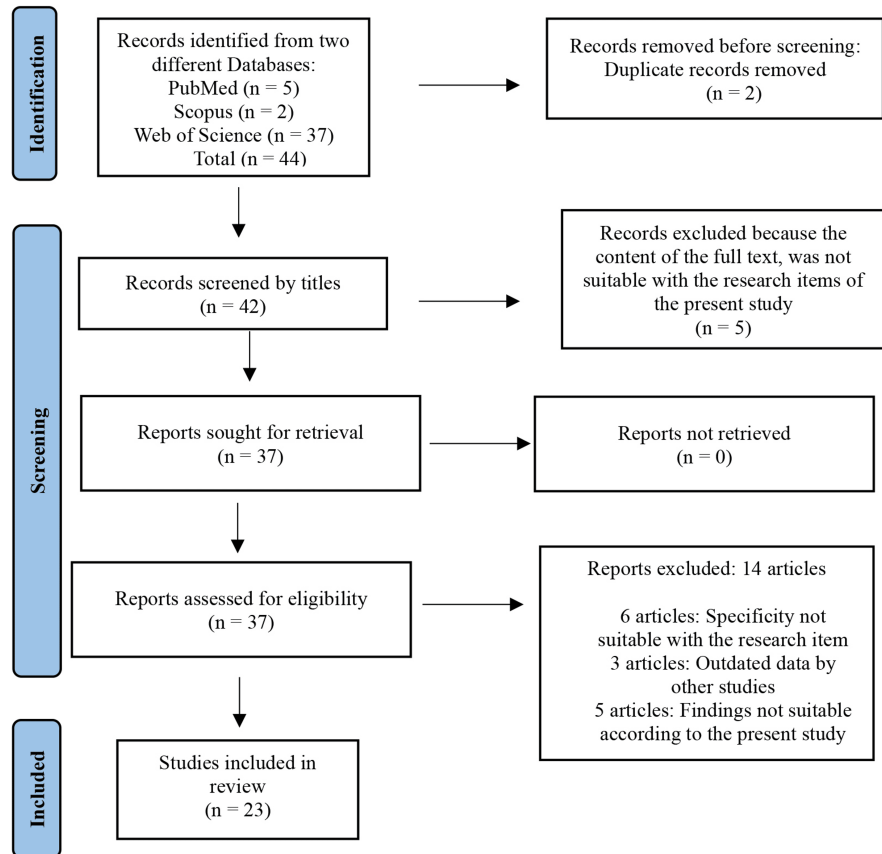 Identification
Records identified from two
different Databases:
PubMed (n = 5)
Scopus (n = 2)
Web of Science (n = 37)
Total (n = 44)
Records removed before screening:
Duplicate records removed
(n = 2)
Screening
Records screened by titles
(n = 42)
Records excluded because the
content of the full text, was not
suitable with the research items of
the present study
(n = 5)
Reports sought for retrieval
(n = 37)
Reports not retrieved
(n = 0)
Reports assessed for eligibility
(n = 37)
Reports excluded: 14 articles
6 articles: Specificity not
suitable with the research item
3 articles: Outdated data by
other studies
5 articles: Findings not suitable
according to the present study
Included
Studies included in
review
(n = 23)